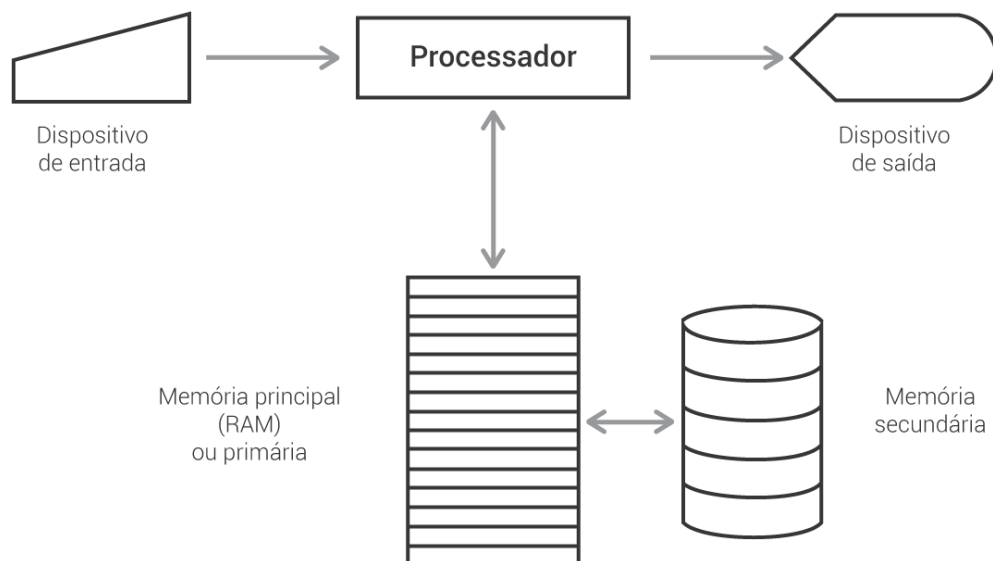 Processador
Dispositivo
de entrada
Dispositivo
de saída
Memória principal
(RAM)
ou primária
Memória
secundária